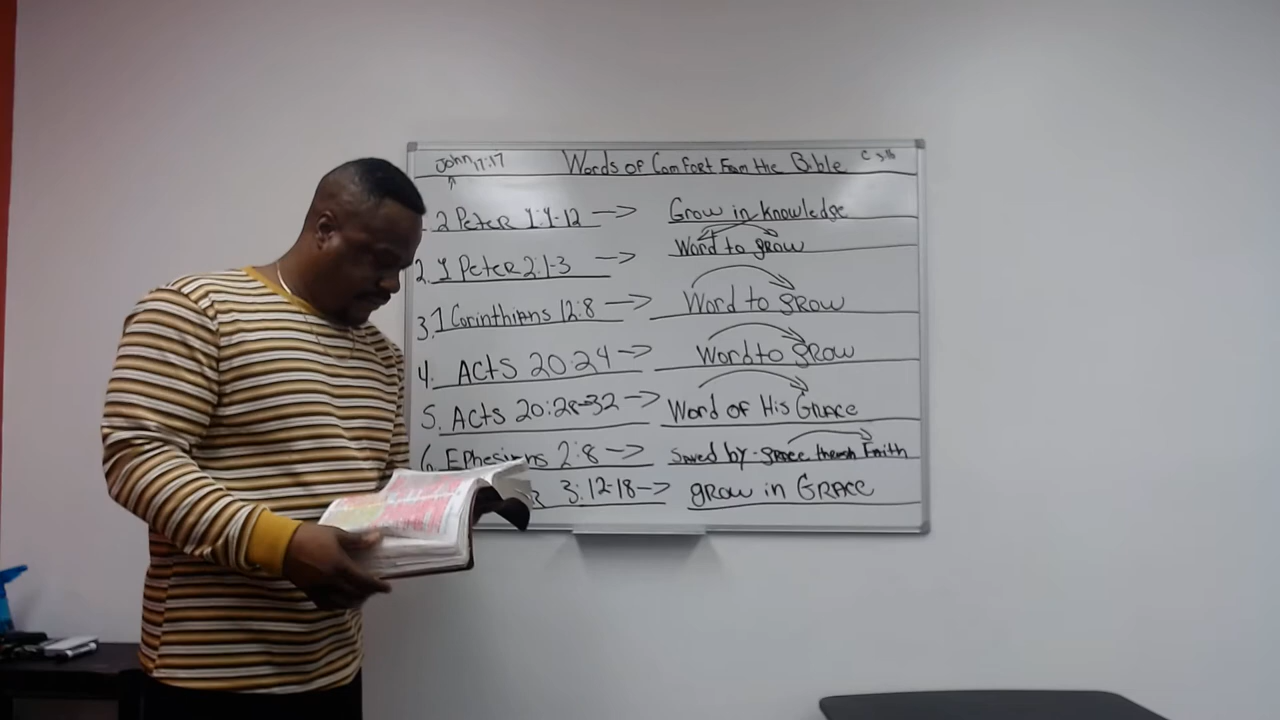 John 17:17 Words of Comfort From the Bible
2 Peter 1:1-12 → Grow in knowledge
Word to grow
2. 1 Peter 2:1-3 →
3. 1 Corinthians 12:8 → Word to grow
4. Acts 20:24 → Word to grow
5. Acts 20:28-32 → Word of His Grace
6. Ephesians 2:8 → Saved by - grace through Faith
3:12-18 → grow in Grace